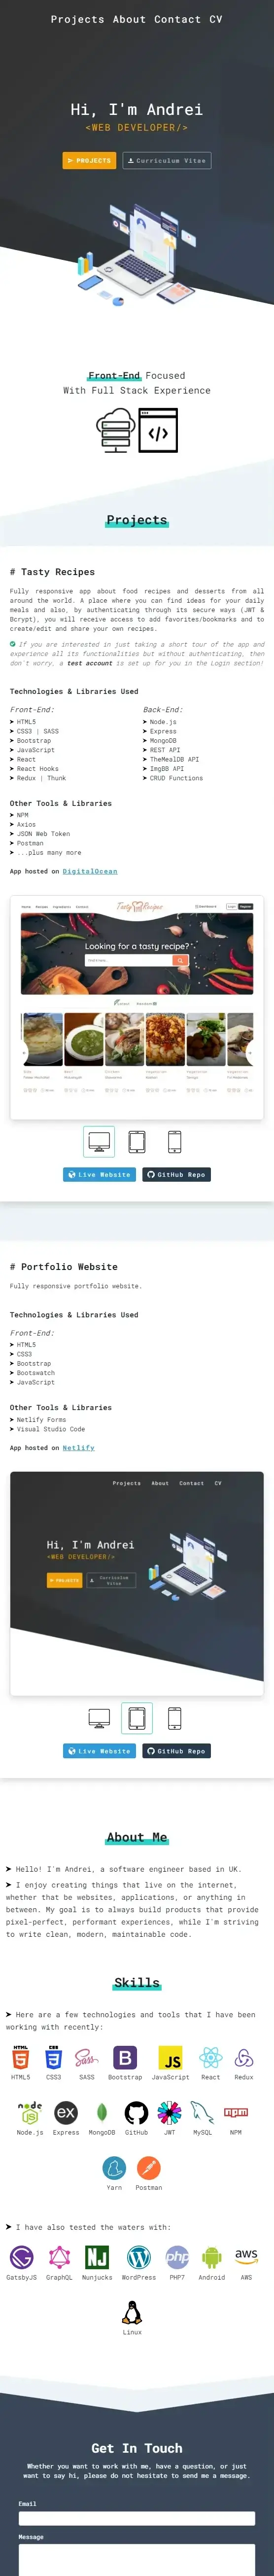 Projects About Contact CV
Hi, I'm Andrei
<WEB DEVELOPER/>
PROJECTS
Curriculum Vitae
Front-End Focused
With Full Stack Experience
Projects
# Tasty Recipes
Fully responsive app about food recipes and desserts from all
around the world. A place where you can find ideas for your daily
meals and also, by authenticating through its secure ways (JWT &
Bcrypt), you will receive access to add favorites/bookmarks and to
create/edit and share your own recipes.
If you are interested in just taking a short tour of the app and
experience all its functionalities but without authenticating, then
don't worry, a test account is set up for you in the Login section!
Technologies & Libraries Used
Front-End:
➤ HTML5
➤ CSS3 | SASS
➤ Bootstrap
➤ JavaScript
➤ React
➤ React Hooks
➤ Redux | Thunk
Back-End:
➤ Node.js
➤ Express
➤ MongoDB
➤ REST API
➤ TheMealDB API
➤ ImgBB API
➤ CRUD Functions
Other Tools & Libraries
➤ NPM
➤ Axios
➤ JSON Web Token
➤ Postman
➤ ...plus many more
App hosted on DigitalOcean
Tasty Recipes
Looking for a tasty recipe?
Live Website
GitHub Repo
# Portfolio Website
Fully responsive portfolio website.
Technologies & Libraries Used
Front-End:
➤ HTML5
➤ CSS3
➤ Bootstrap
➤ Bootswatch
➤ JavaScript
Other Tools & Libraries
➤ Netlify Forms
➤ Visual Studio Code
App hosted on Netlify
Projects About Contact CV
Hi, I'm Andrei
<WEB DEVELOPER/>
PROJECTS
Curriculum
Vitae
Live Website
GitHub Repo
About Me
➤ Hello! I'm Andrei, a software engineer based in UK.
➤ I enjoy creating things that live on the internet,
whether that be websites, applications, or anything in
between. My goal is to always build products that provide
pixel-perfect, performant experiences, while I'm striving
to write clean, modern, maintainable code.
Skills
➤ Here are a few technologies and tools that I have been
working with recently:
HTML5 CSS3 SASS Bootstrap JavaScript React Redux
Node.js Express MongoDB GitHub JWT MySQL NPM
Yarn Postman
➤ I have also tested the waters with:
GatsbyJS GraphQL Nunjucks WordPress PHP7 Android AWS
Linux
Get In Touch
Whether you want to work with me, have a question, or just
want to say hi, please do not hesitate to send me a message.
Email
Message